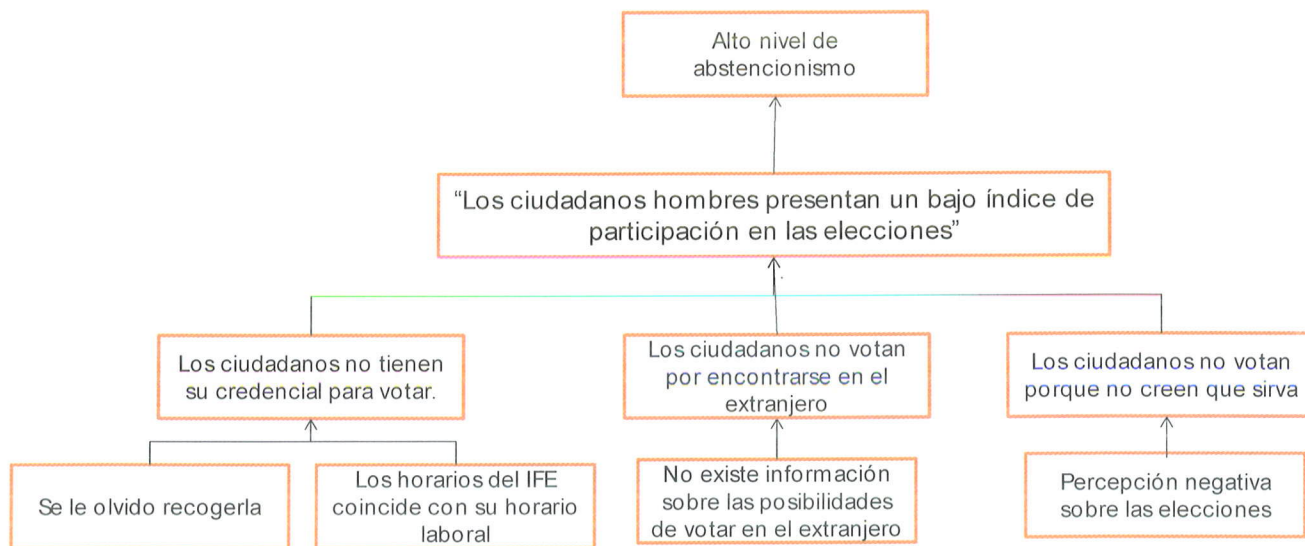 Alto nivel de
abstencionismo
“Los ciudadanos hombres presentan un bajo índice de
participación en las elecciones”
Los ciudadanos no tienen
su credencial para votar.
Los ciudadanos no votan
por encontrarse en el
extranjero
Los ciudadanos no votan
porque no creen que sirva
Se le olvido recogerla
Los horarios del IFE
coincide con su horario
laboral
No existe información
sobre las posibilidades
de votar en el extranjero
Percepción negativa
sobre las elecciones